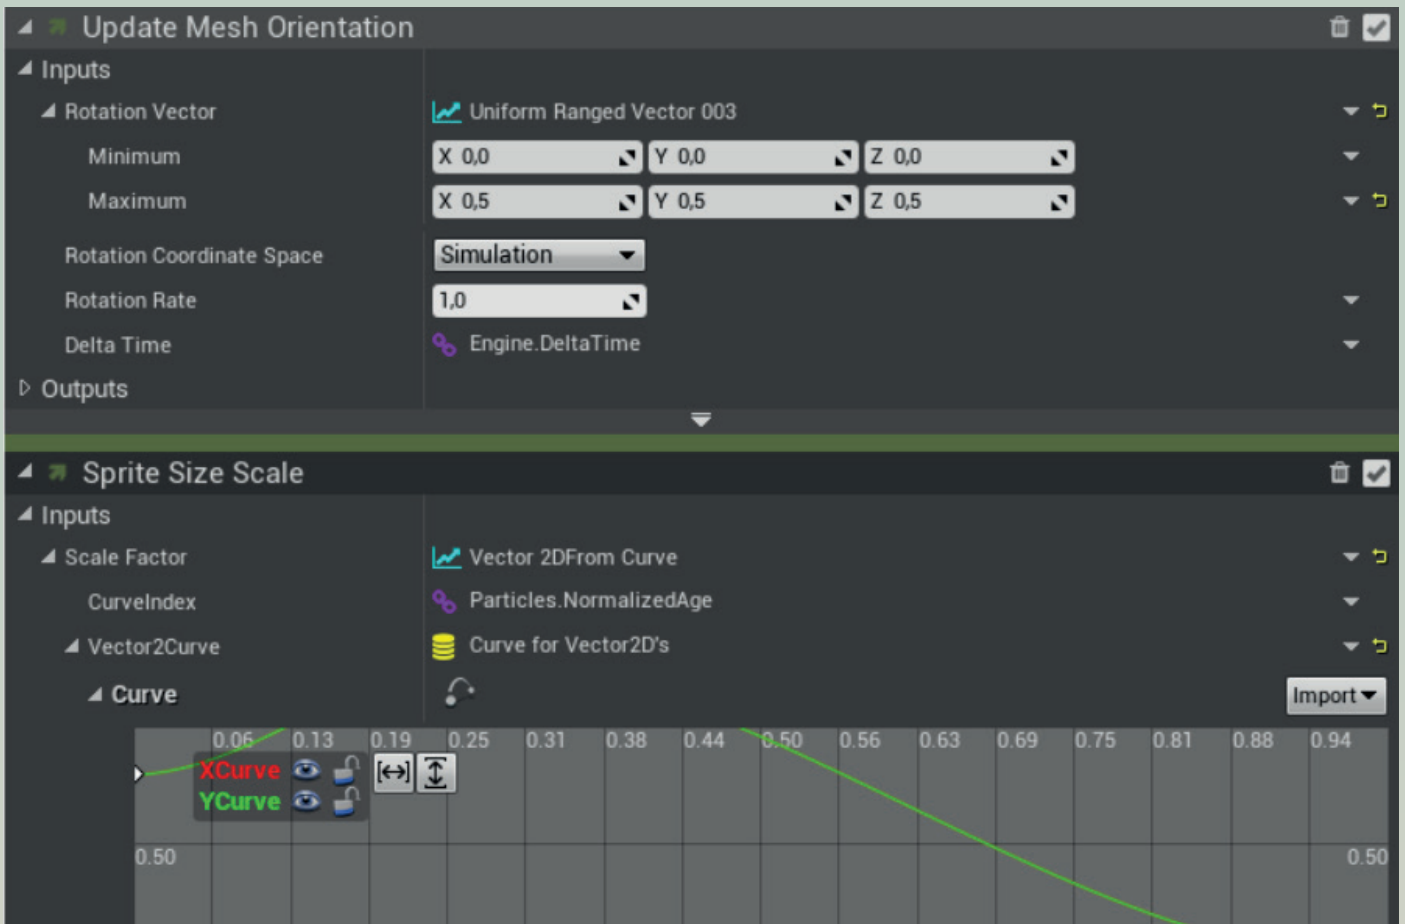 Update Mesh Orientation
Inputs
Rotation Vector Uniform Ranged Vector 003
Minimum X 0,0 Y 0,0 Z 0,0
Maximum X 0,5 Y 0,5 Z 0,5
Rotation Coordinate Space Simulation
Rotation Rate 1,0
Delta Time Engine.DeltaTime
Outputs
Sprite Size Scale
Inputs
Scale Factor Vector 2DFrom Curve
CurveIndex Particles.NormalizedAge
Vector2Curve Curve for Vector2D's
Curve Import
0.06 0.13 0.19 0.25 0.31 0.38 0.44 0.50 0.56 0.63 0.69 0.75 0.81 0.88 0.94
XCurve
YCurve
0.50 0.50